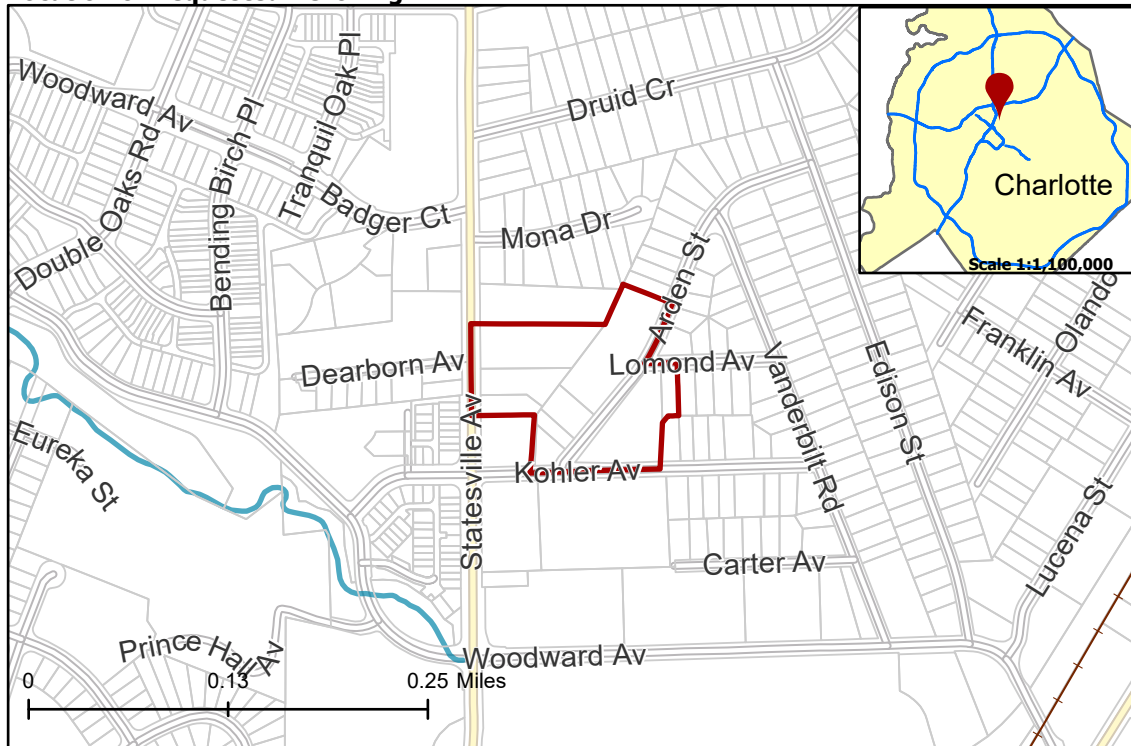 Woodward Av
Double Oaks Rd
Bending Birch Pl
Tranquil Oak Pl
Badger Ct
Druid Cr
Mona Dr
Arden St
Charlotte
Scale 1:1,100,000
Dearborn Av
Lomond Av
Vanderbilt Rd
Edison St
Franklin Av
Orlando
Eureka St
Statesville Av
Kohler Av
Carter Av
Lucena St
Prince Hall Av
Woodward Av
0
0.13
0.25 Miles